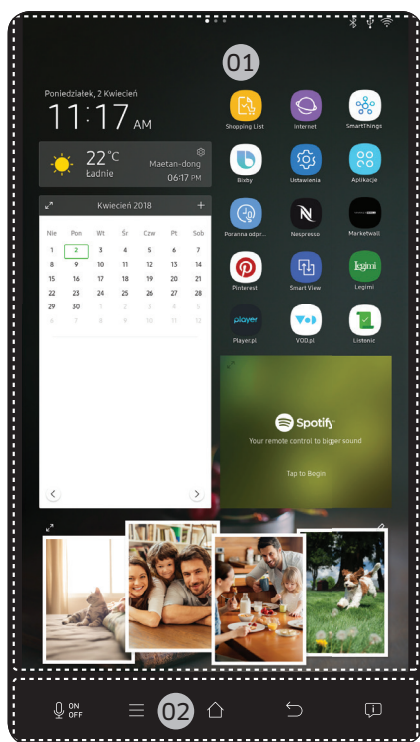 01
Poniedziałek, 2 Kwiecień
11:17 AM
22°C
Ładnie
Maetan-dong
06:17 PM
Kwiecień 2018
Nie Pon Wt Śr Czw Pt Sob
1 2 3 4 5 6 7
8 9 10 11 12 13 14
15 16 17 18 19 20 21
22 23 24 25 26 27 28
29 30 1 2 3 4 5
6 7 8 9 10 11 12
Shopping List Internet SmartThings
Bixby Ustawienia Aplikacje
Poranna odpr... Nespresso Marketwall
Pinterest Smart View
legimi
Legimi
player
Player.pl
VOD
VOD.pl Listonic
Spotify
Your remote control to bigger sound
Tap to Begin
ON
OFF
02